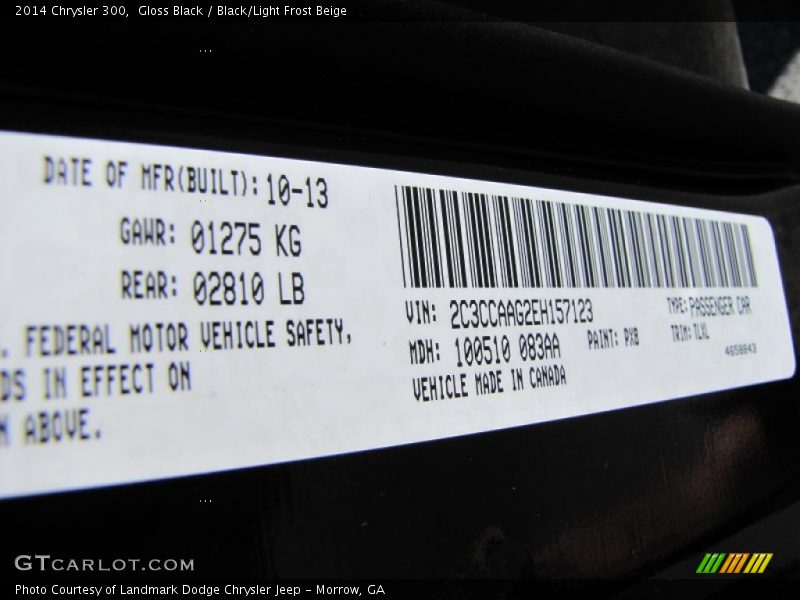 2014 Chrysler 300,  Gloss Black / Black/Light Frost Beige
DATE OF MFR(BUILT): 10-13
GAWR: 01275 KG
REAR: 02810 LB
. FEDERAL MOTOR VEHICLE SAFETY,
DS IN EFFECT ON
N ABOVE.
VIN: 2C3CCAAG2EH157123
TYPE: PASSENGER CAR
MDH: 100510 083AA
PAINT: PX8
TRIM: TLXL
VEHICLE MADE IN CANADA
4658843
GTCARLOT.COM
Photo Courtesy of Landmark Dodge Chrysler Jeep - Morrow, GA